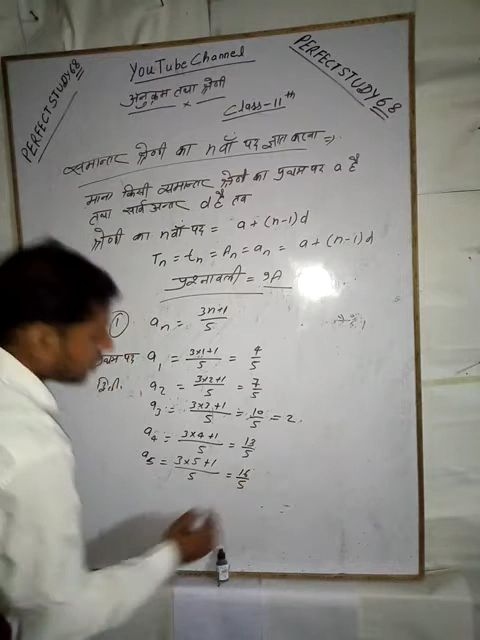 YouTube Channel
PERFECT STUDY 68
PERFECT STUDY 68
अनुक्रम तथा श्रेणी
Class-11th
समान्तर श्रेणी का nवाँ पद ज्ञात करना ⇒
माना किसी समान्तर श्रेणी का प्रथम पद a है
तथा सार्व अन्तर d है तब
श्रेणी का nवाँ पद = a + (n-1)d
Tn = tn = An = an = a + (n-1)d
प्रश्नावली = 9A
① an = 3n+1/5
प्रथम पद a1 = 3×1+1/5 = 4/5
a2 = 3×2+1/5 = 7/5
a3 = 3×3+1/5 = 10/5 = 2.
a4 = 3×4+1/5 = 13/5
a5 = 3×5+1/5 = 16/5
=